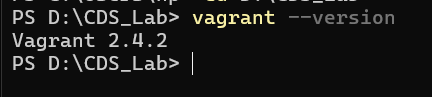 PS D:\CDS_Lab> vagrant --version
Vagrant 2.4.2
PS D:\CDS_Lab>